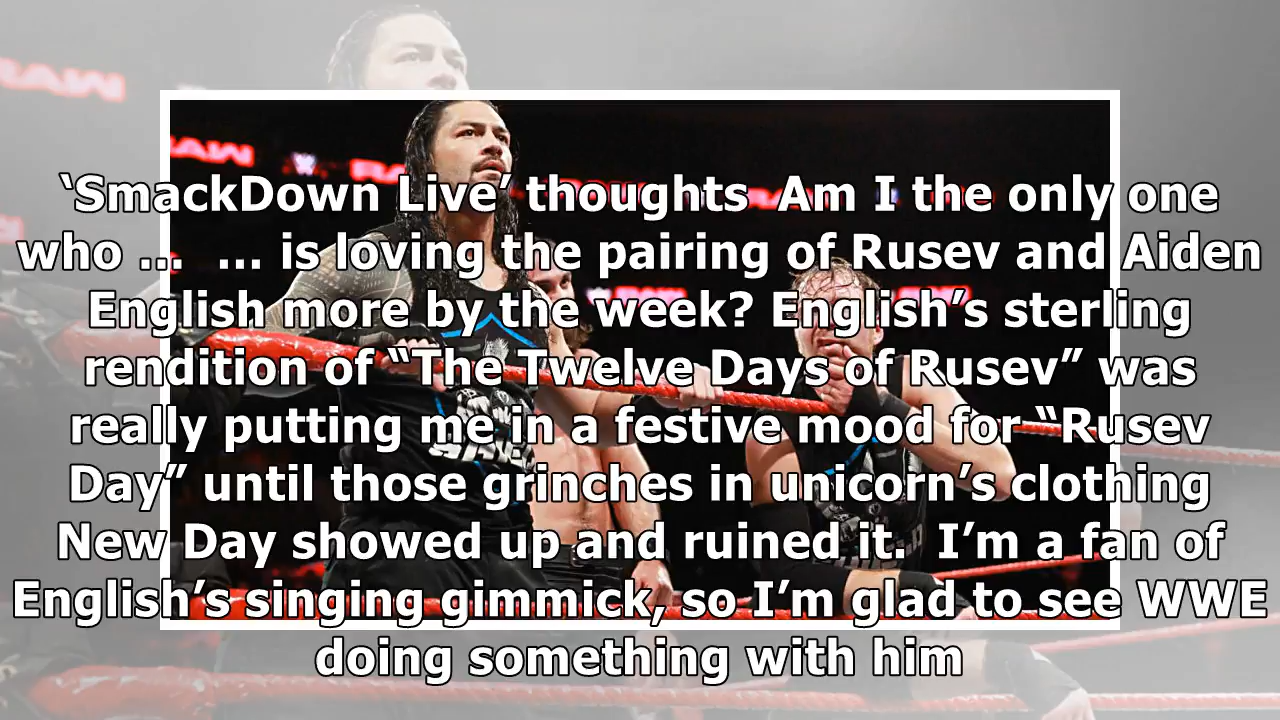 ‘SmackDown Live’ thoughts  Am I the only one
who ...  ... is loving the pairing of Rusev and Aiden
English more by the week? English’s sterling
rendition of “The Twelve Days of Rusev” was
really putting me in a festive mood for “Rusev
Day” until those grinches in unicorn’s clothing
New Day showed up and ruined it.  I’m a fan of
English’s singing gimmick, so I’m glad to see WWE
doing something with him
RAW